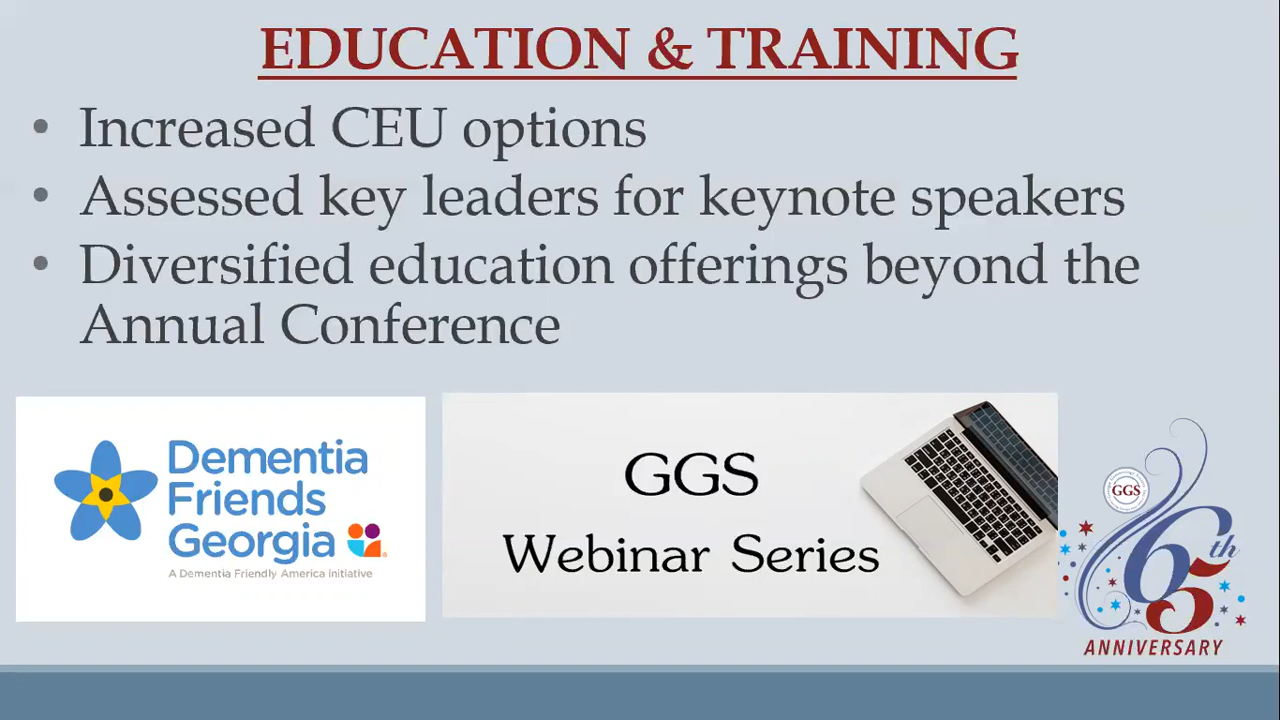 EDUCATION & TRAINING
• Increased CEU options
• Assessed key leaders for keynote speakers
• Diversified education offerings beyond the
Annual Conference
Dementia
Friends
Georgia
A Dementia Friendly America Initiative
GGS
Webinar Series
GGS
65th
ANNIVERSARY